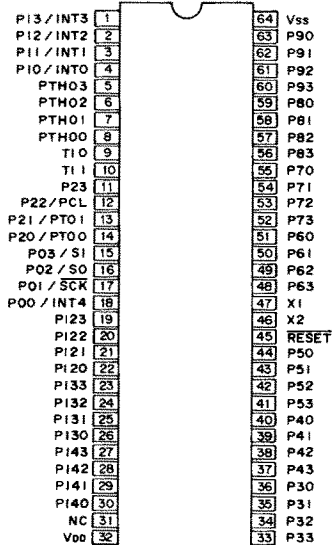 P13/INT3 1 64 Vss
P12/INT2 2 63 P90
P11/INT1 3 62 P91
P10/INT0 4 61 P92
PTH03 5 60 P93
PTH02 6 59 P80
PTH01 7 58 P81
PTH00 8 57 P82
TI0 9 56 P83
TI1 10 55 P70
P23 11 54 P71
P22/PCL 12 53 P72
P21/PTO1 13 52 P73
P20/PTO0 14 51 P60
P03/SI 15 50 P61
P02/SO 16 49 P62
P01/SCK 17 48 P63
P00/INT4 18 47 X1
P123 19 46 X2
P122 20 45 RESET
P121 21 44 P50
P120 22 43 P51
P133 23 42 P52
P132 24 41 P53
P131 25 40 P40
P130 26 39 P41
P143 27 38 P42
P142 28 37 P43
P141 29 36 P30
P140 30 35 P31
NC 31 34 P32
VDD 32 33 P33